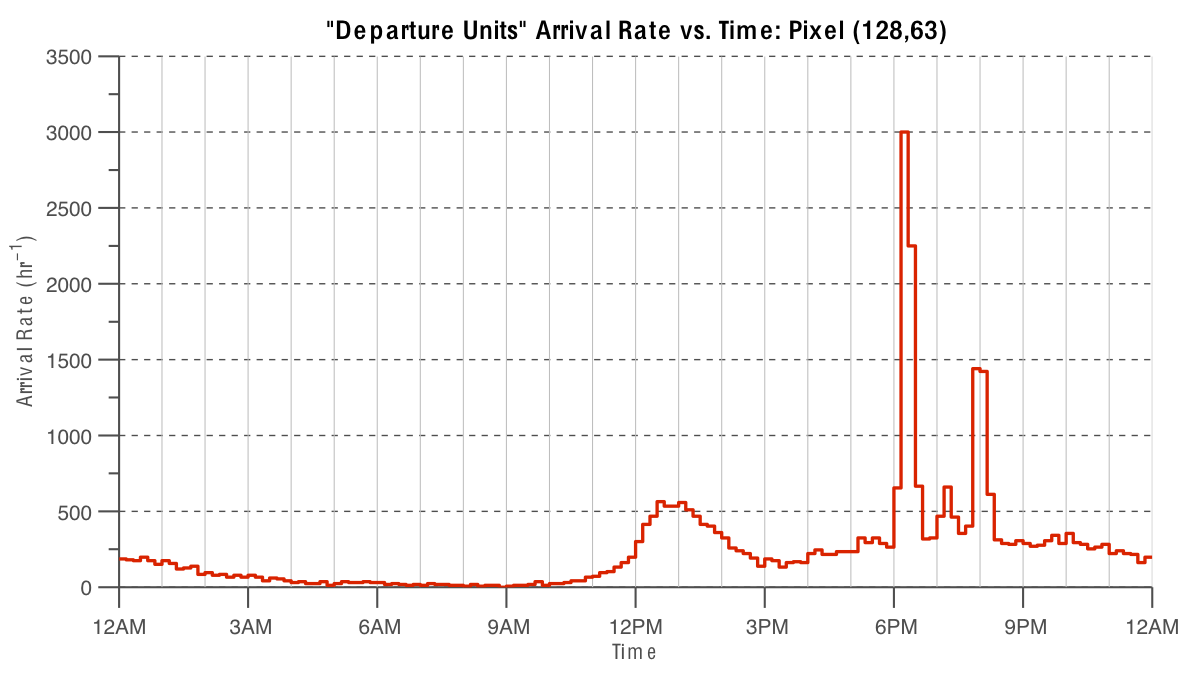 "Departure Units" Arrival Rate vs. Time: Pixel (128,63)
3500
3000
2500
2000
1500
1000
500
0
Arrival Rate (hr⁻¹)
12AM 3AM 6AM 9AM 12PM 3PM 6PM 9PM 12AM
Time